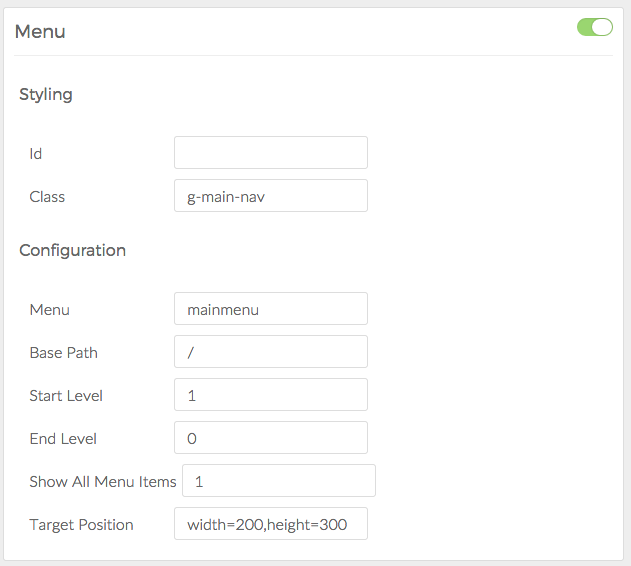 Menu
Styling
Id
Class g-main-nav
Configuration
Menu mainmenu
Base Path /
Start Level 1
End Level 0
Show All Menu Items 1
Target Position width=200,height=300